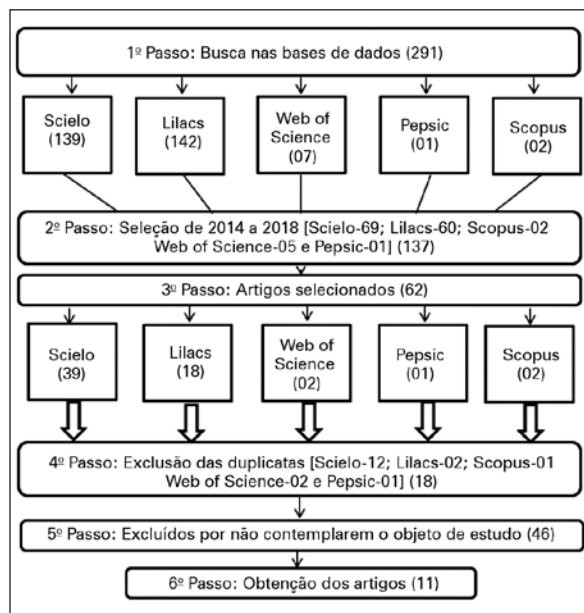 1º Passo: Busca nas bases de dados (291)
Scielo
(139)
Lilacs
(142)
Web of
Science
(07)
Pepsic
(01)
Scopus
(02)
2º Passo: Seleção de 2014 a 2018 [Scielo-69; Lilacs-60; Scopus-02
Web of Science-05 e Pepsic-01] (137)
3º Passo: Artigos selecionados (62)
Scielo
(39)
Lilacs
(18)
Web of
Science
(02)
Pepsic
(01)
Scopus
(02)
4º Passo: Exclusão das duplicatas [Scielo-12; Lilacs-02; Scopus-01
Web of Science-02 e Pepsic-01] (18)
5º Passo: Excluídos por não contemplarem o objeto de estudo (46)
6º Passo: Obtenção dos artigos (11)